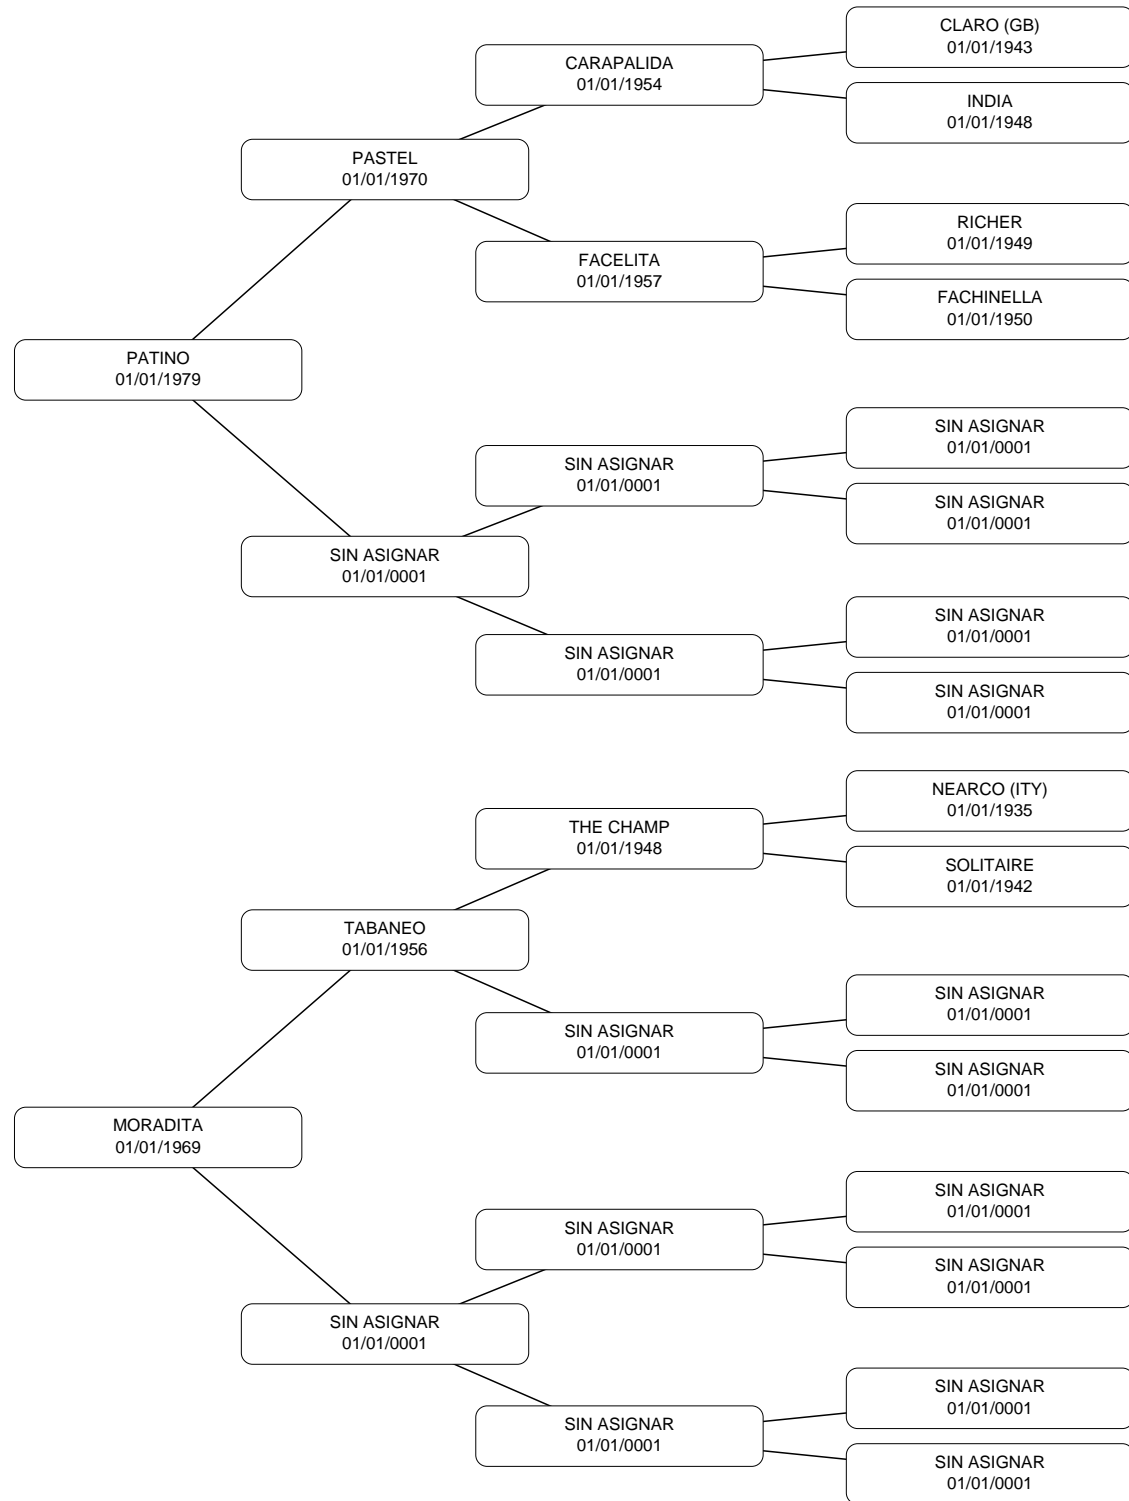 CLARO (GB)
01/01/1943
CARAPALIDA
01/01/1954
INDIA
01/01/1948
PASTEL
01/01/1970
RICHER
01/01/1949
FACELITA
01/01/1957
FACHINELLA
01/01/1950
PATINO
01/01/1979
SIN ASIGNAR
01/01/0001
SIN ASIGNAR
01/01/0001
SIN ASIGNAR
01/01/0001
SIN ASIGNAR
01/01/0001
SIN ASIGNAR
01/01/0001
SIN ASIGNAR
01/01/0001
SIN ASIGNAR
01/01/0001
NEARCO (ITY)
01/01/1935
THE CHAMP
01/01/1948
SOLITAIRE
01/01/1942
TABANEO
01/01/1956
SIN ASIGNAR
01/01/0001
SIN ASIGNAR
01/01/0001
SIN ASIGNAR
01/01/0001
MORADITA
01/01/1969
SIN ASIGNAR
01/01/0001
SIN ASIGNAR
01/01/0001
SIN ASIGNAR
01/01/0001
SIN ASIGNAR
01/01/0001
SIN ASIGNAR
01/01/0001
SIN ASIGNAR
01/01/0001
SIN ASIGNAR
01/01/0001